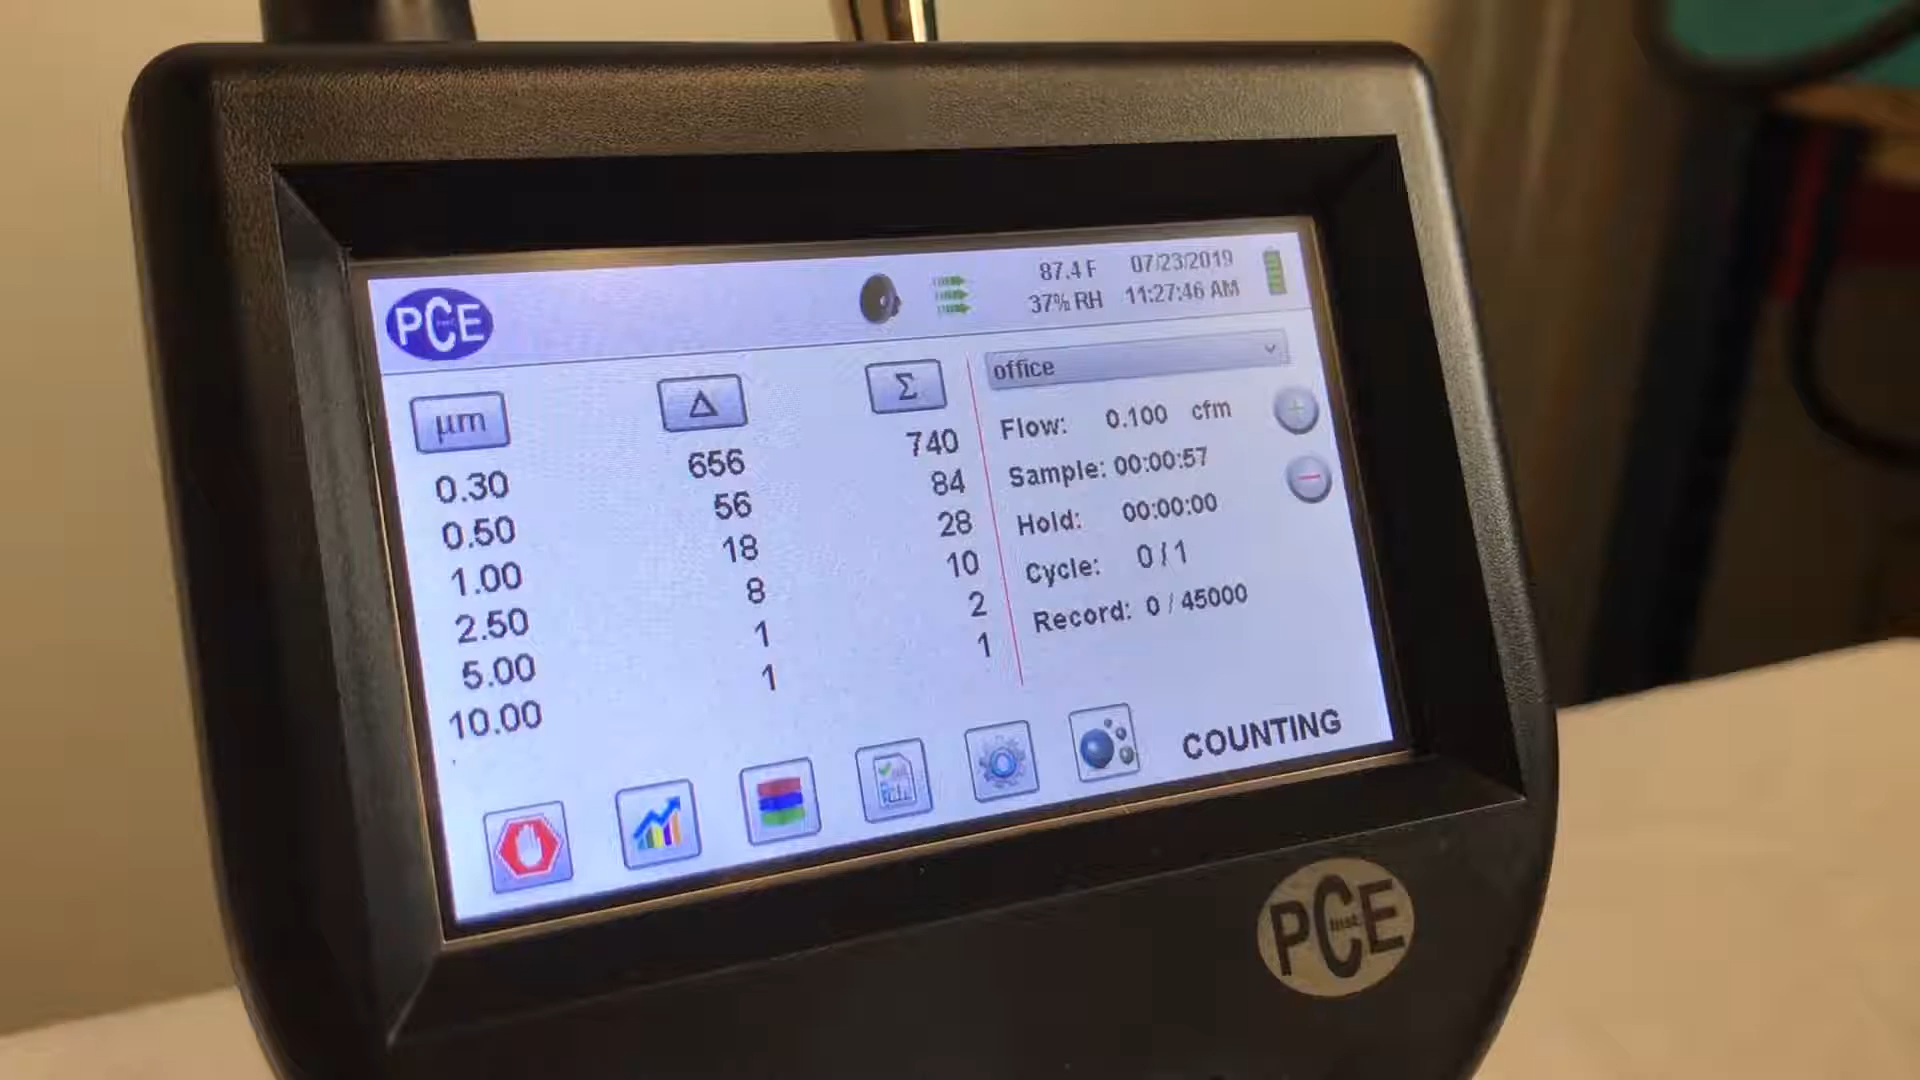 PCE
87.4 F 07/23/2019
37% RH 11:27:46 AM
µm Δ Σ
office
0.30 656 740
0.50 56 84
1.00 18 28
2.50 8 10
5.00 1 2
10.00 1 1
Flow: 0.100 cfm
Sample: 00:00:57
Hold: 00:00:00
Cycle: 0 / 1
Record: 0 / 45000
COUNTING
PCE
Inst.